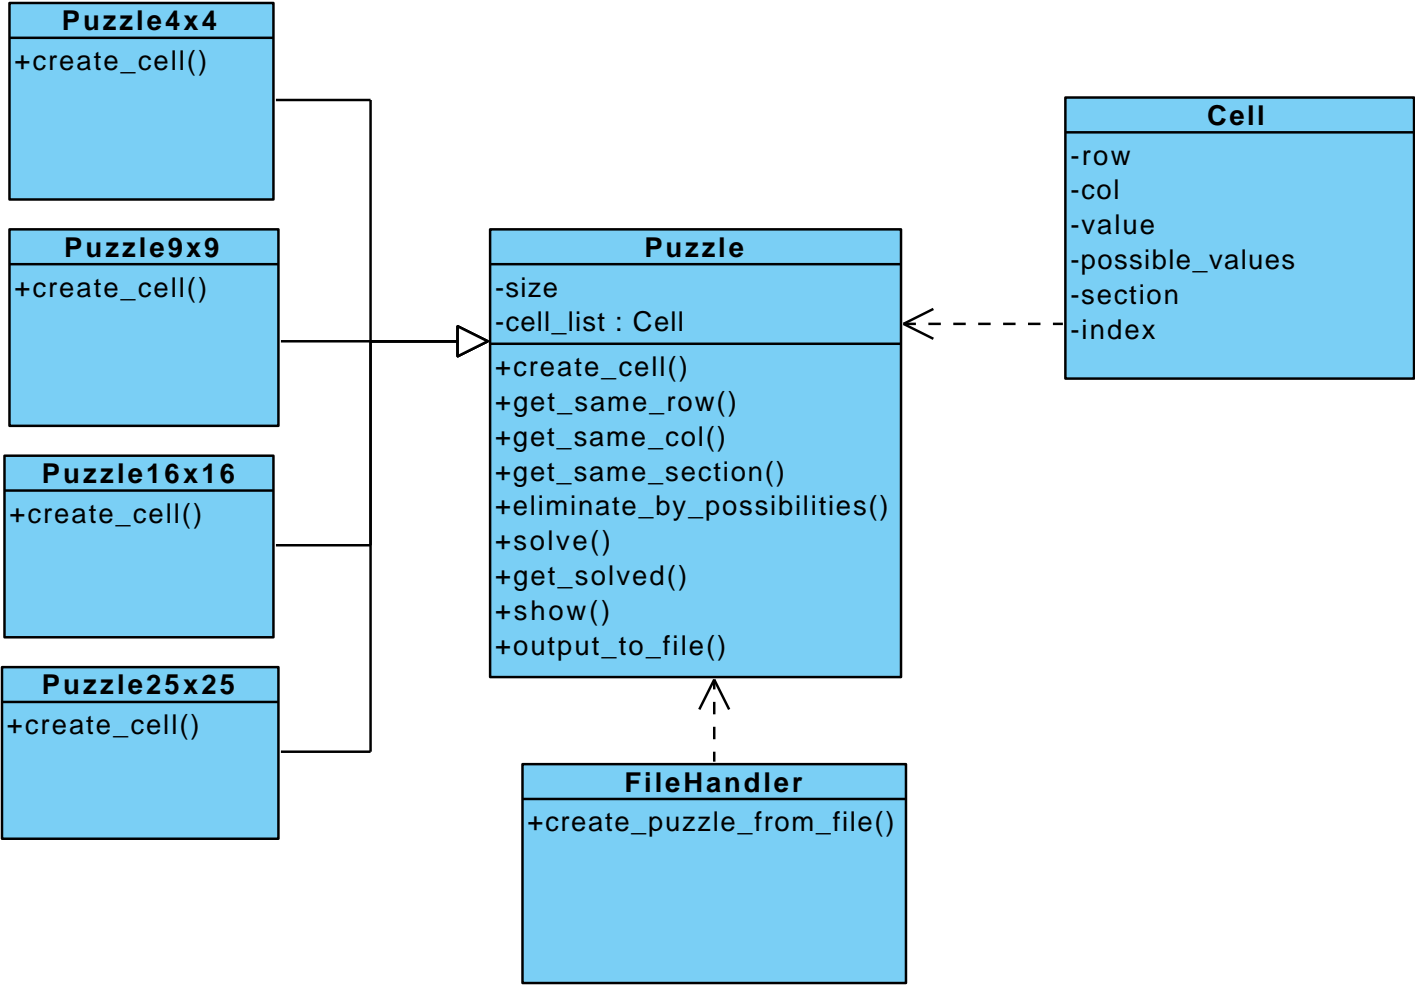 Puzzle4x4
+create_cell()
Puzzle9x9
+create_cell()
Puzzle16x16
+create_cell()
Puzzle25x25
+create_cell()
Puzzle
-size
-cell_list : Cell
+create_cell()
+get_same_row()
+get_same_col()
+get_same_section()
+eliminate_by_possibilities()
+solve()
+get_solved()
+show()
+output_to_file()
FileHandler
+create_puzzle_from_file()
Cell
-row
-col
-value
-possible_values
-section
-index